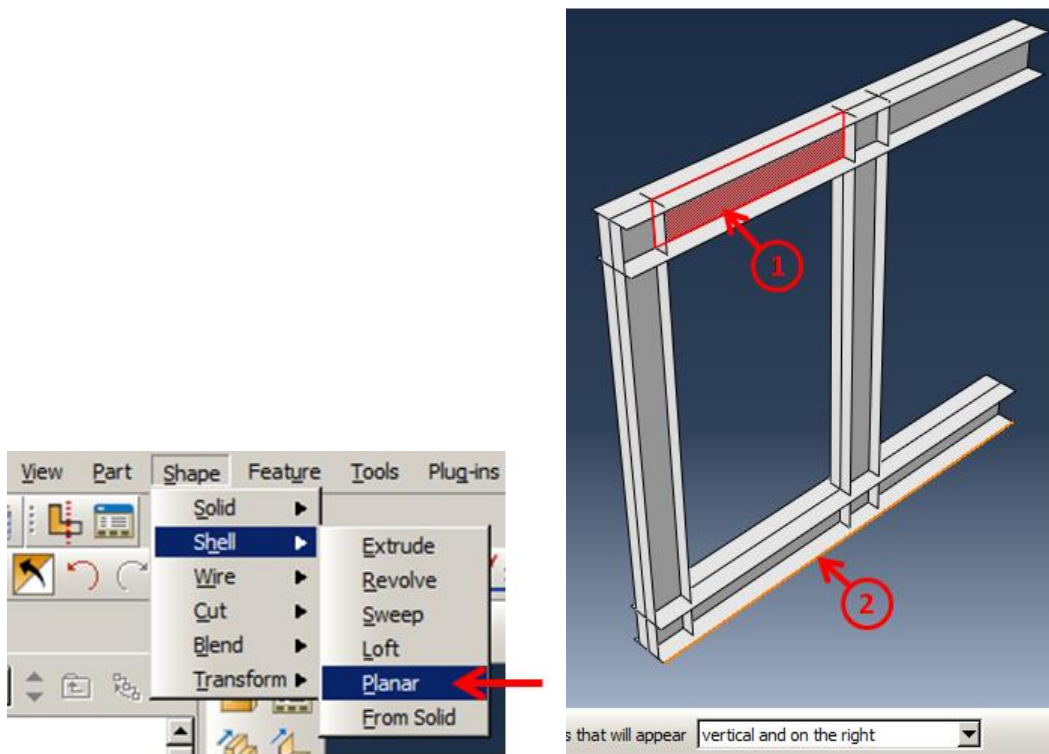 View Part Shape Feature Tools Plug-ins
Solid
Shell
Wire
Cut
Blend
Transform
Extrude
Revolve
Sweep
Loft
Planar
From Solid
1
2
s that will appear vertical and on the right